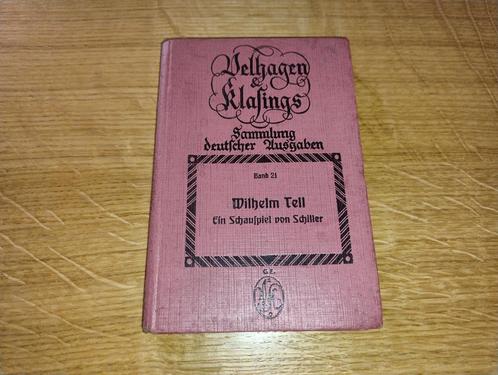 Velhagen
&
Klaſings
Sammlung
deutſcher Ausgaben
Band 21
Wilhelm Tell
Ein Schauſpiel von Schiller
G.E.